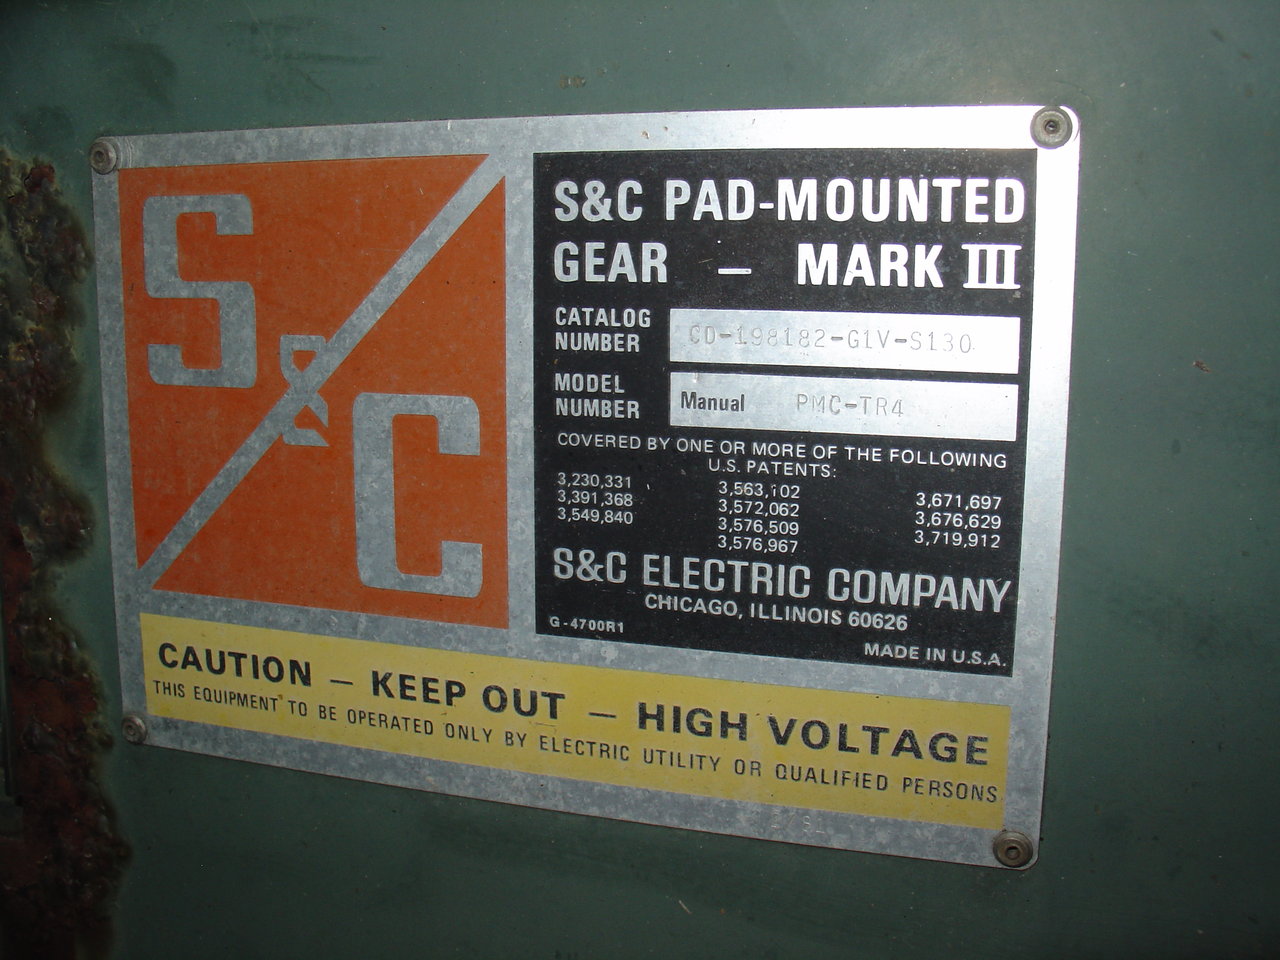 S&C
S&C PAD-MOUNTED
GEAR — MARK III
CATALOG
NUMBER CD-198182-G1V-S130
MODEL
NUMBER Manual PMC-TR4
COVERED BY ONE OR MORE OF THE FOLLOWING
U.S. PATENTS:
3,230,331 3,563,102 3,671,697
3,391,368 3,572,062 3,676,629
3,549,840 3,576,509 3,719,912
3,576,967
S&C ELECTRIC COMPANY
CHICAGO, ILLINOIS 60626
G-4700R1
MADE IN U.S.A.
CAUTION — KEEP OUT — HIGH VOLTAGE
THIS EQUIPMENT TO BE OPERATED ONLY BY ELECTRIC UTILITY OR QUALIFIED PERSONS